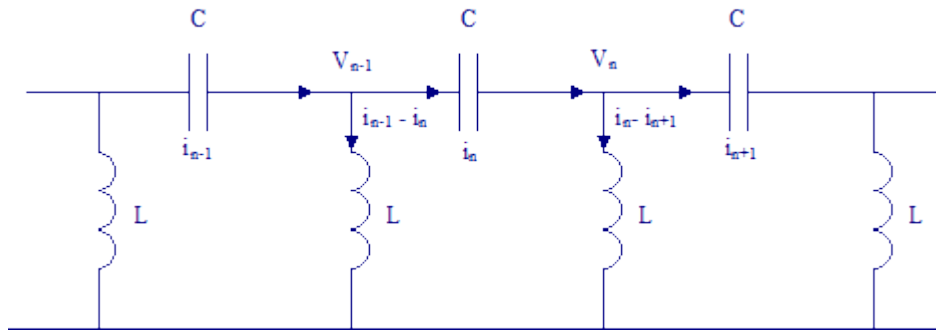 C C C
Vn-1 Vn
in-1 - in in - in+1
in-1 in in+1
L L L L